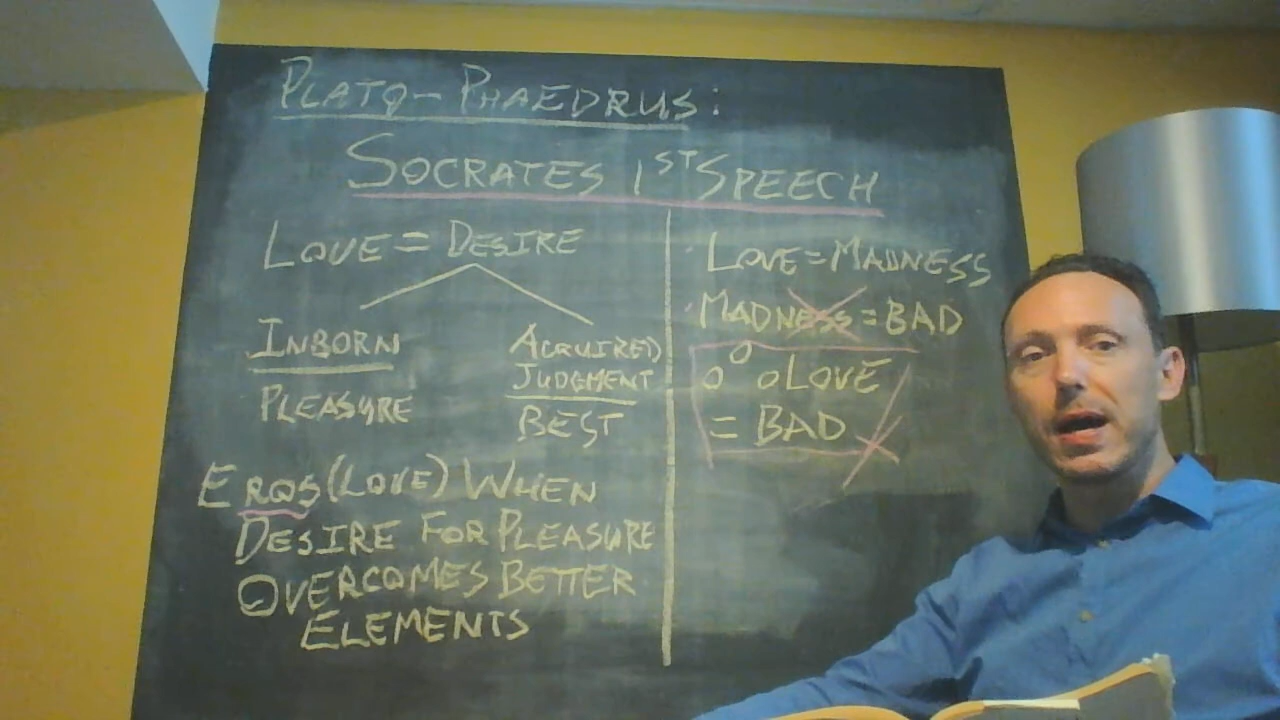 PLATO-PHAEDRUS:
SOCRATES 1ST SPEECH
LOVE = DESIRE
INBORN
PLEASURE
ACQUIRED
JUDGMENT
BEST
EROS (LOVE) WHEN
DESIRE FOR PLEASURE
OVERCOMES BETTER
ELEMENTS
LOVE = MADNESS
MADNESS = BAD
LOVE
= BAD